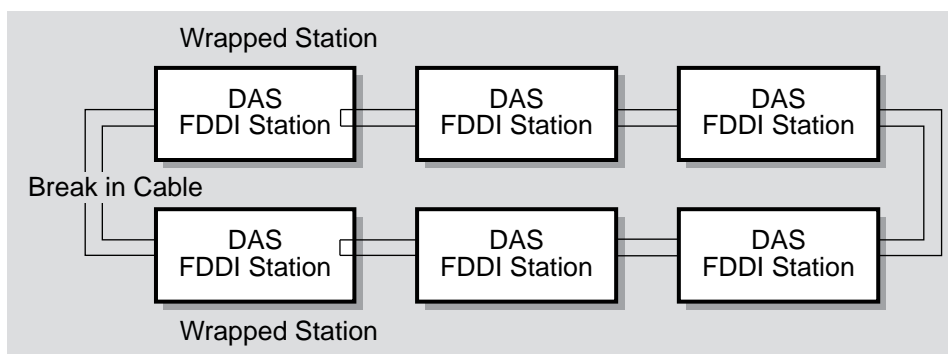 Wrapped Station
DAS
FDDI Station
DAS
FDDI Station
DAS
FDDI Station
Break in Cable
DAS
FDDI Station
DAS
FDDI Station
DAS
FDDI Station
Wrapped Station